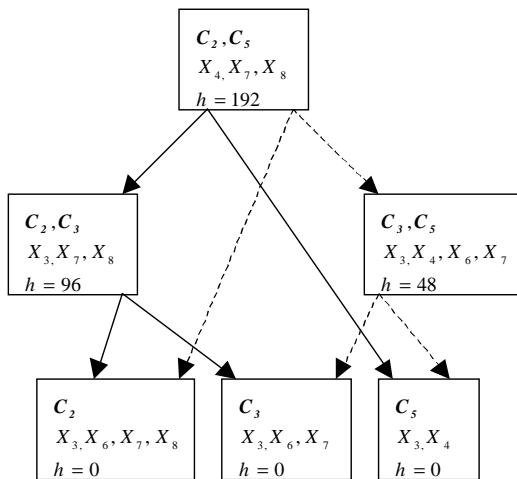 C₂, C₅
X₄, X₇, X₈
h = 192
C₂, C₃
X₃, X₇, X₈
h = 96
C₃, C₅
X₃, X₄, X₆, X₇
h = 48
C₂
X₃, X₆, X₇, X₈
h = 0
C₃
X₃, X₆, X₇
h = 0
C₅
X₃, X₄
h = 0